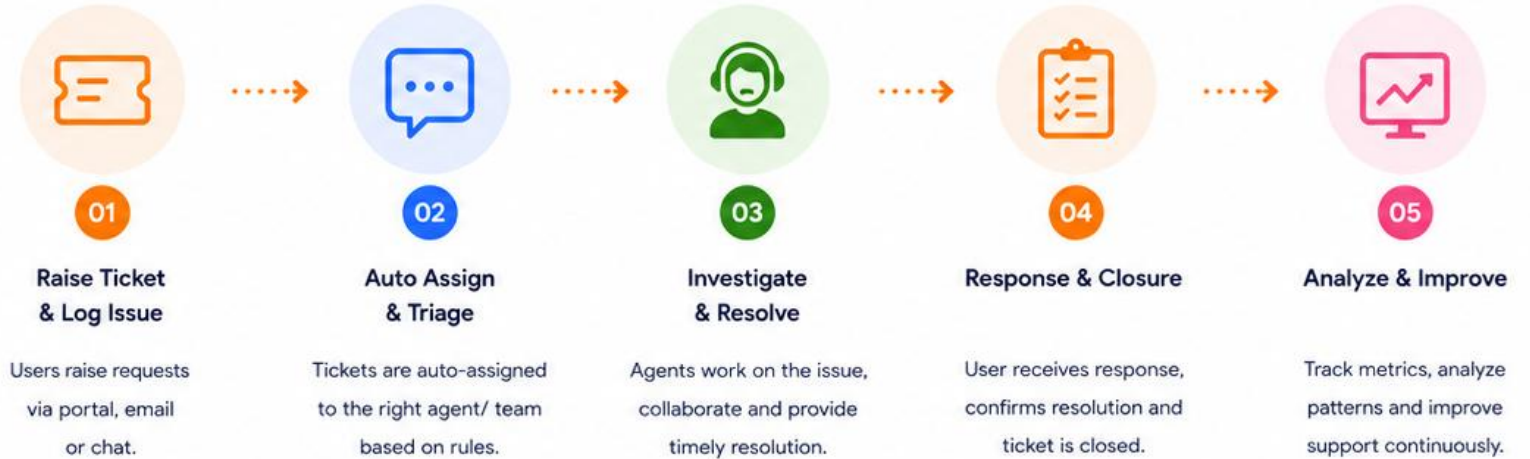 01
Raise Ticket
& Log Issue
Users raise requests
via portal, email
or chat.
02
Auto Assign
& Triage
Tickets are auto-assigned
to the right agent/ team
based on rules.
03
Investigate
& Resolve
Agents work on the issue,
collaborate and provide
timely resolution.
04
Response & Closure
User receives response,
confirms resolution and
ticket is closed.
05
Analyze & Improve
Track metrics, analyze
patterns and improve
support continuously.